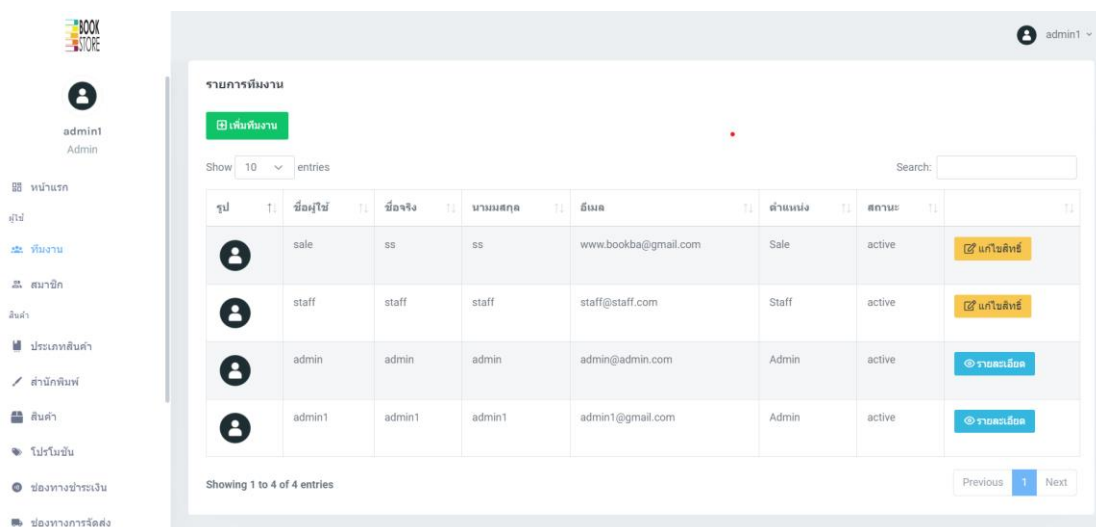 BOOK
STORE
admin1
admin1
Admin
หน้าแรก
ผู้ใช้
ทีมงาน
สมาชิก
สินค้า
ประเภทสินค้า
สำนักพิมพ์
สินค้า
โปรโมชั่น
ช่องทางชำระเงิน
ช่องทางการจัดส่ง
รายการทีมงาน
เพิ่มทีมงาน
Show 10 entries
Search:
รูป ชื่อผู้ใช้ ชื่อจริง นามมสกุล อีเมล ตำแหน่ง สถานะ
sale ss ss www.bookba@gmail.com Sale active แก้ไขสิทธิ์
staff staff staff staff@staff.com Staff active แก้ไขสิทธิ์
admin admin admin admin@admin.com Admin active รายละเอียด
admin1 admin1 admin1 admin1@gmail.com Admin active รายละเอียด
Showing 1 to 4 of 4 entries
Previous 1 Next